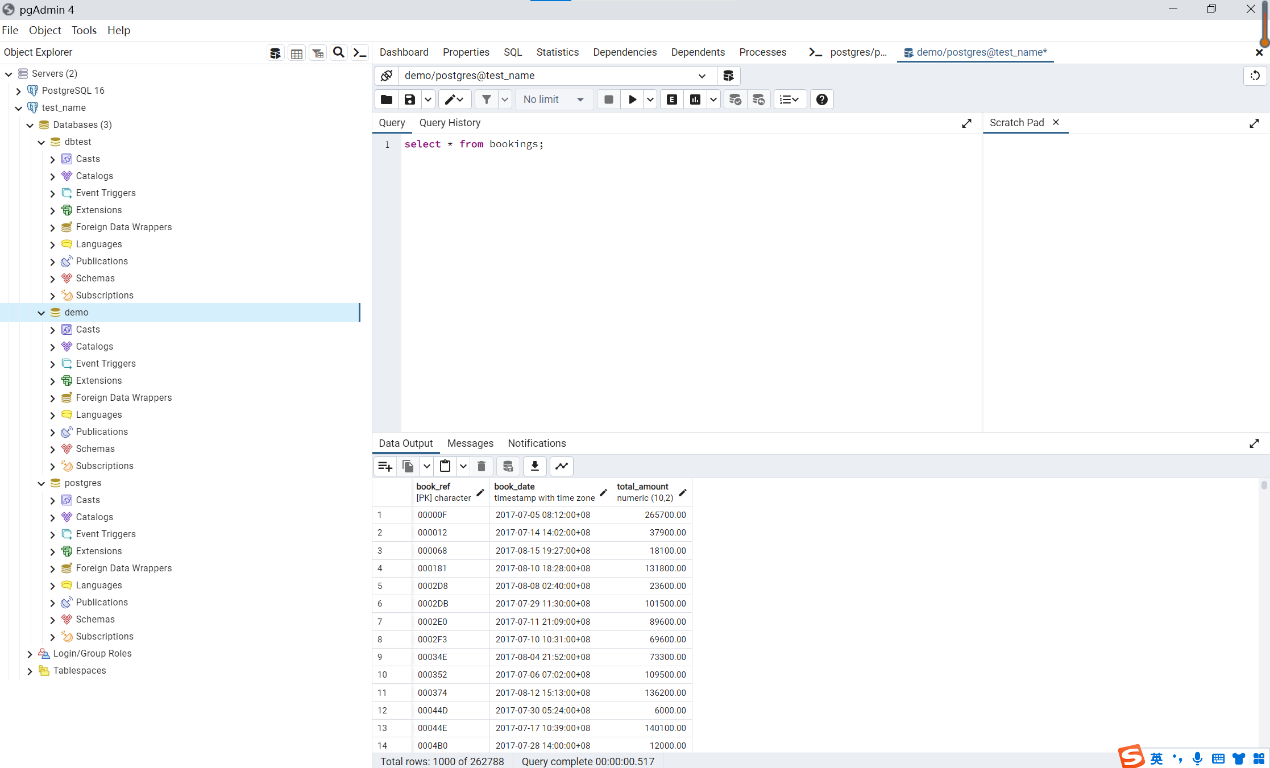 pgAdmin 4
File Object Tools Help
Object Explorer
Servers (2)
PostgreSQL 16
test_name
Databases (3)
dbtest
Casts
Catalogs
Event Triggers
Extensions
Foreign Data Wrappers
Languages
Publications
Schemas
Subscriptions
demo
Casts
Catalogs
Event Triggers
Extensions
Foreign Data Wrappers
Languages
Publications
Schemas
Subscriptions
postgres
Casts
Catalogs
Event Triggers
Extensions
Foreign Data Wrappers
Languages
Publications
Schemas
Subscriptions
Login/Group Roles
Tablespaces
Dashboard Properties SQL Statistics Dependencies Dependents Processes postgres/p... demo/postgres@test_name*
demo/postgres@test_name
No limit E
Query Query History Scratch Pad
1 select * from bookings;
Data Output Messages Notifications
book_ref book_date total_amount
[PK] character timestamp with time zone numeric (10,2)
1 00000F 2017-07-05 08:12:00+08 265700.00
2 000012 2017-07-14 14:02:00+08 37900.00
3 000068 2017-08-15 19:27:00+08 18100.00
4 000181 2017-08-10 18:28:00+08 131800.00
5 0002D8 2017-08-08 02:40:00+08 23600.00
6 0002DB 2017-07-29 11:30:00+08 101500.00
7 0002E0 2017-07-11 21:09:00+08 89600.00
8 0002F3 2017-07-10 10:31:00+08 69600.00
9 00034E 2017-08-04 21:52:00+08 73300.00
10 000352 2017-07-06 07:02:00+08 109500.00
11 000374 2017-08-12 15:13:00+08 136200.00
12 00044D 2017-07-30 05:24:00+08 6000.00
13 00044E 2017-07-17 10:39:00+08 140100.00
14 0004B0 2017-07-28 14:00:00+08 12000.00
Total rows: 1000 of 262788 Query complete 00:00:00.517
S 英